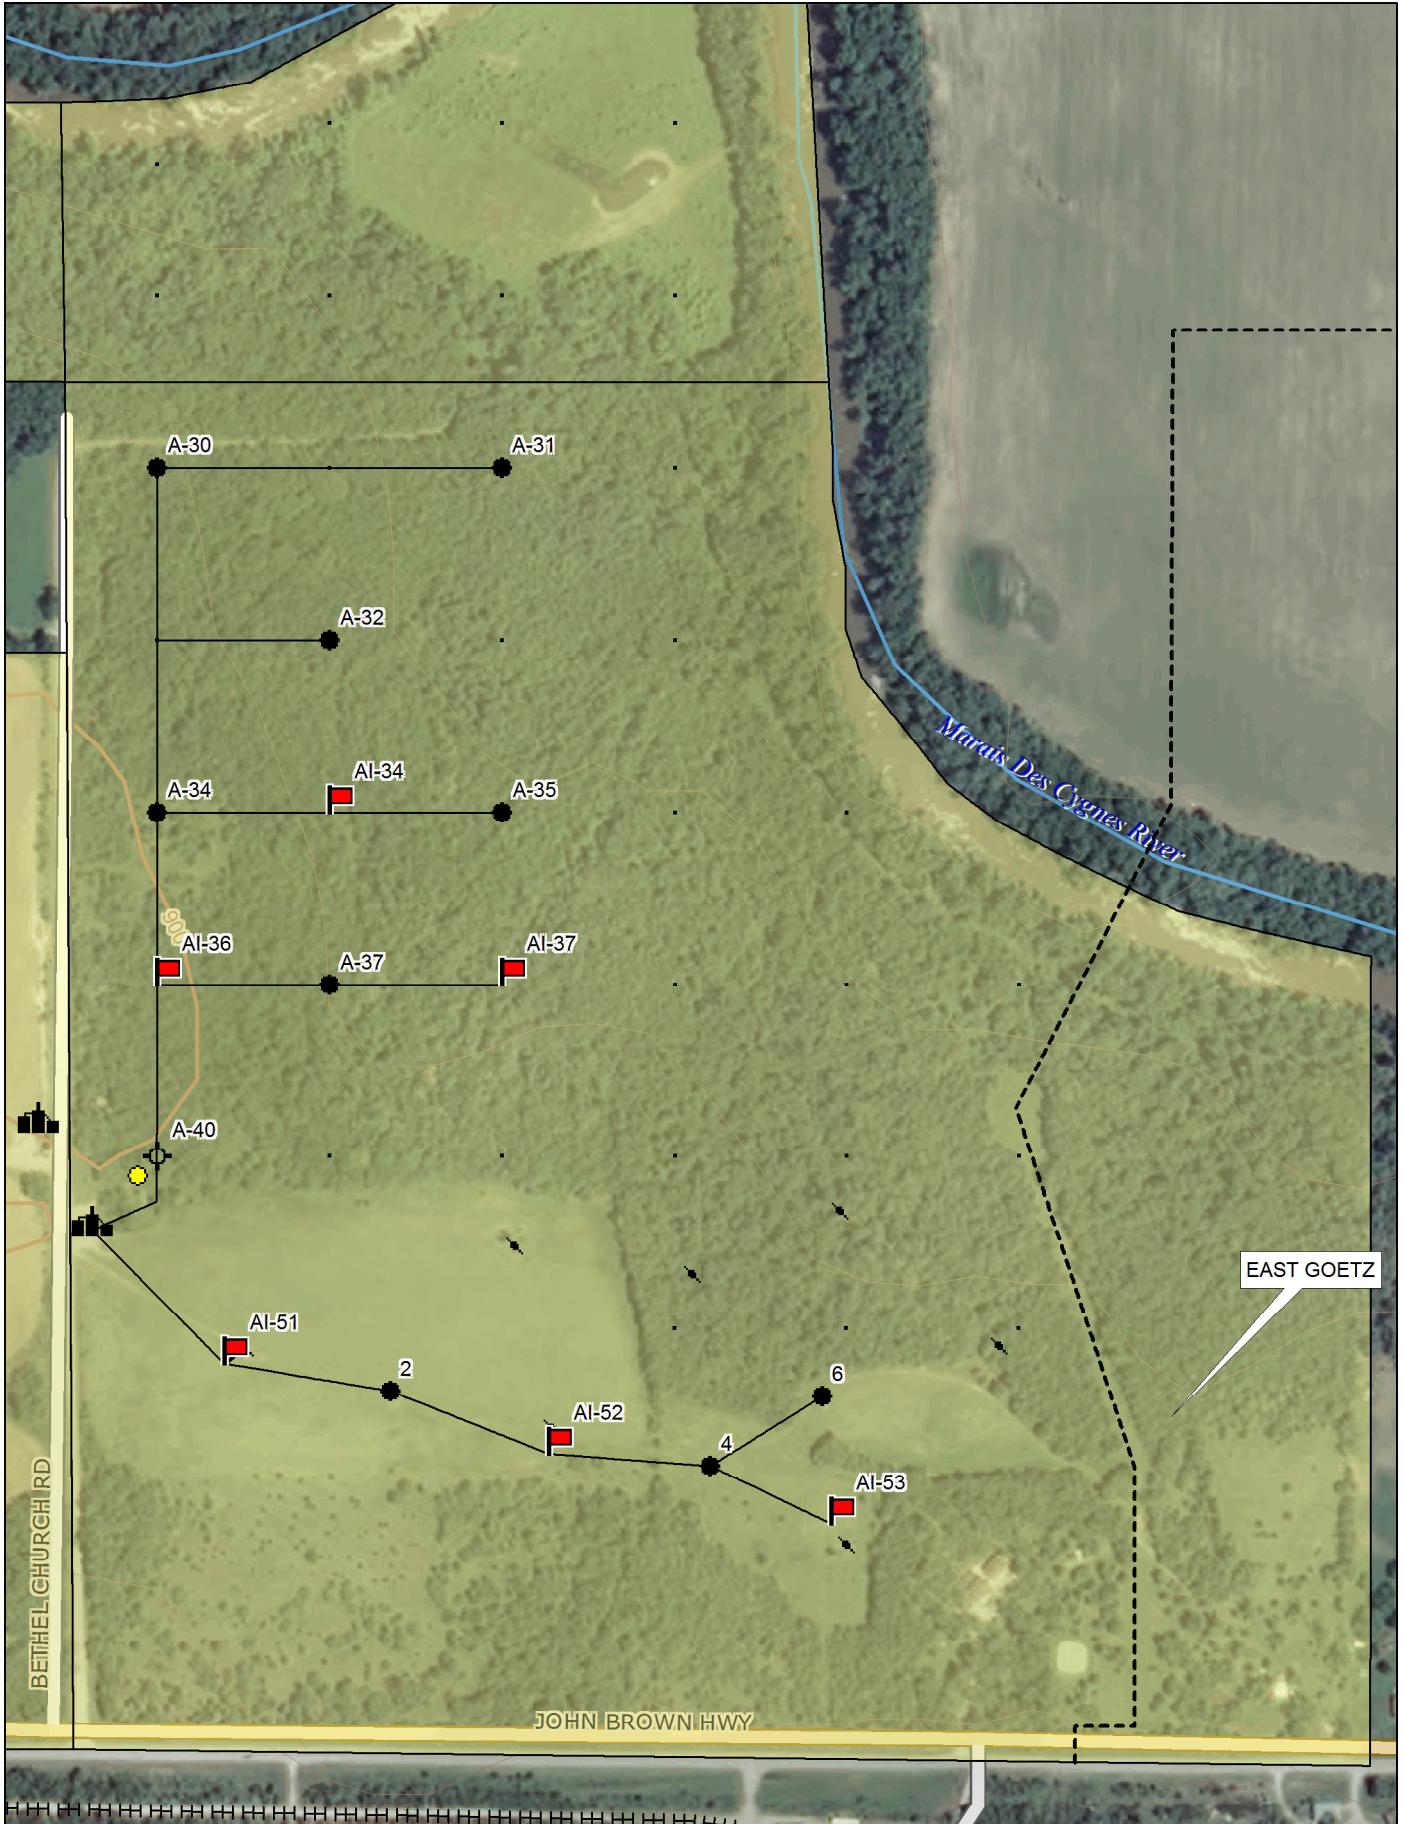 A-30
A-31
A-32
AI-34
A-34
A-35
Marais Des Cygnes River
900
AI-36
A-37
AI-37
A-40
EAST GOETZ
AI-51
2
6
AI-52
4
AI-53
BETHEL CHURCH RD
JOHN BROWN HWY